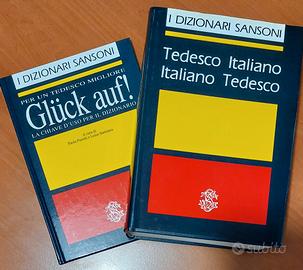 I DIZIONARI SANSONI
PER UN TEDESCO MIGLIORE
Glück auf!
LA CHIAVE D'USO PER IL DIZIONARIO
I DIZIONARI SANSONI
Tedesco Italiano
Italiano Tedesco
subito